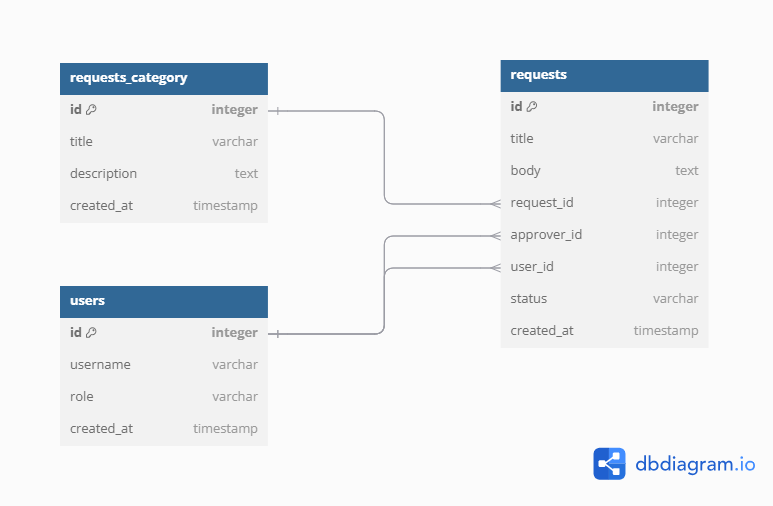 requests_category
id integer
title varchar
description text
created_at timestamp
users
id integer
username varchar
role varchar
created_at timestamp
requests
id integer
title varchar
body text
request_id integer
approver_id integer
user_id integer
status varchar
created_at timestamp
dbdiagram.io